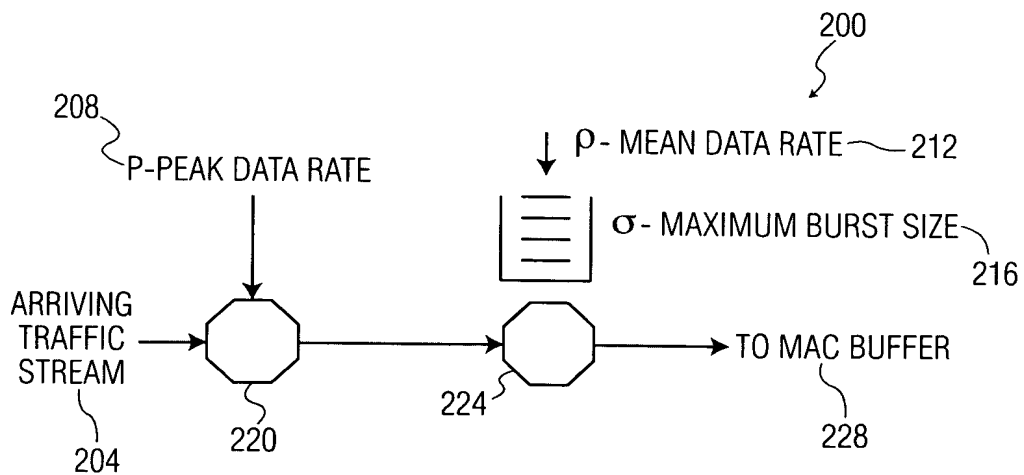 200
208
P-PEAK DATA RATE
ρ- MEAN DATA RATE 212
σ- MAXIMUM BURST SIZE
216
ARRIVING
TRAFFIC
STREAM
TO MAC BUFFER
204
220
224
228